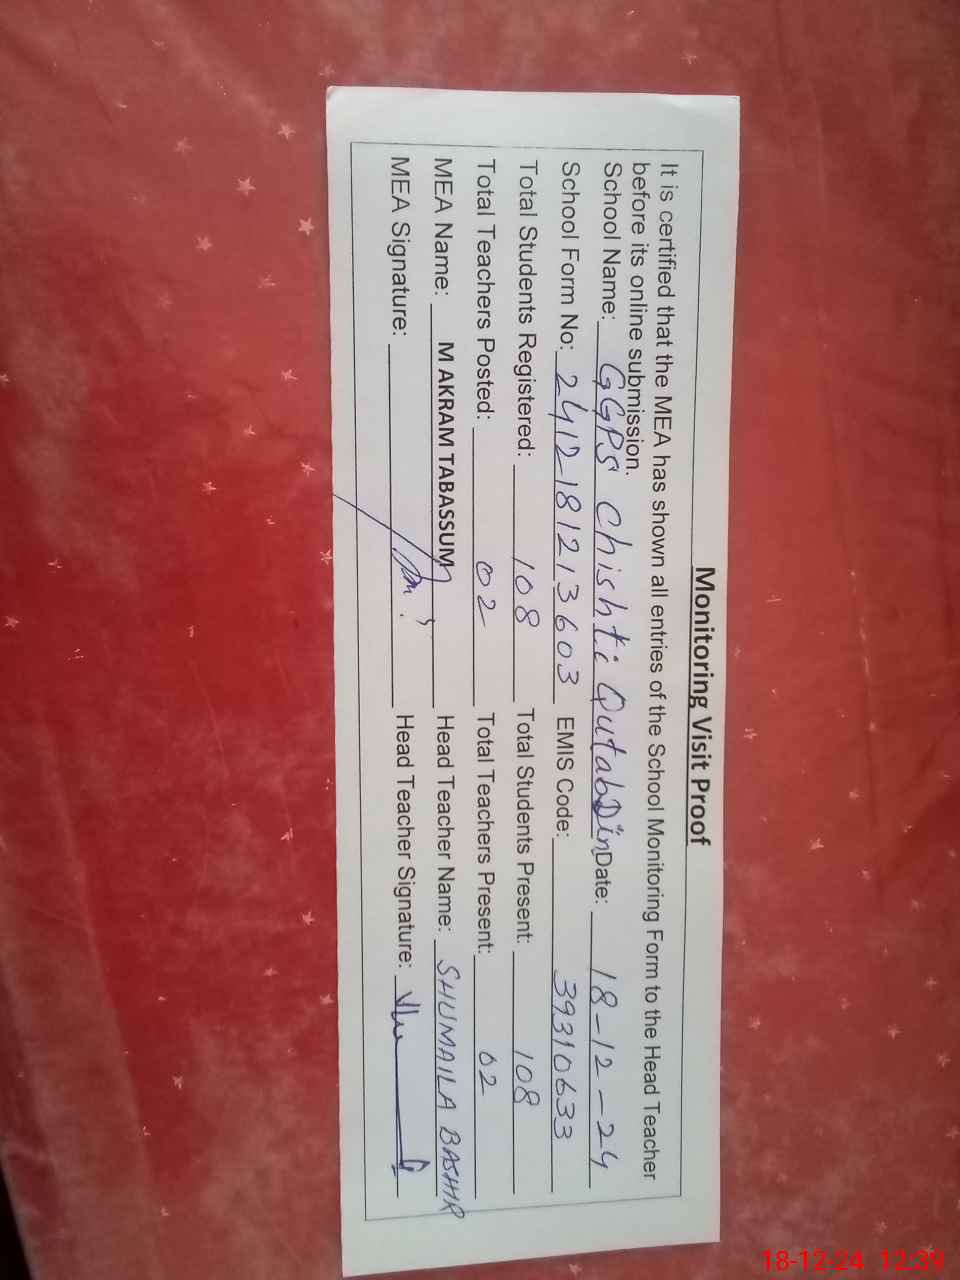 Monitoring Visit Proof
It is certified that the MEA has shown all entries of the School Monitoring Form to the Head Teacher
before its online submission.
School Name: GGPS Chishti Qutab Din Date: 18-12-24
School Form No: 2412181213603 EMIS Code: 39310633
Total Students Registered: 108 Total Students Present: 108
Total Teachers Posted: 02 Total Teachers Present: 02
MEA Name: M AKRAM TABASSUM Head Teacher Name: SHUMAILA BASHIR
MEA Signature: Head Teacher Signature:
18-12-24 12:39